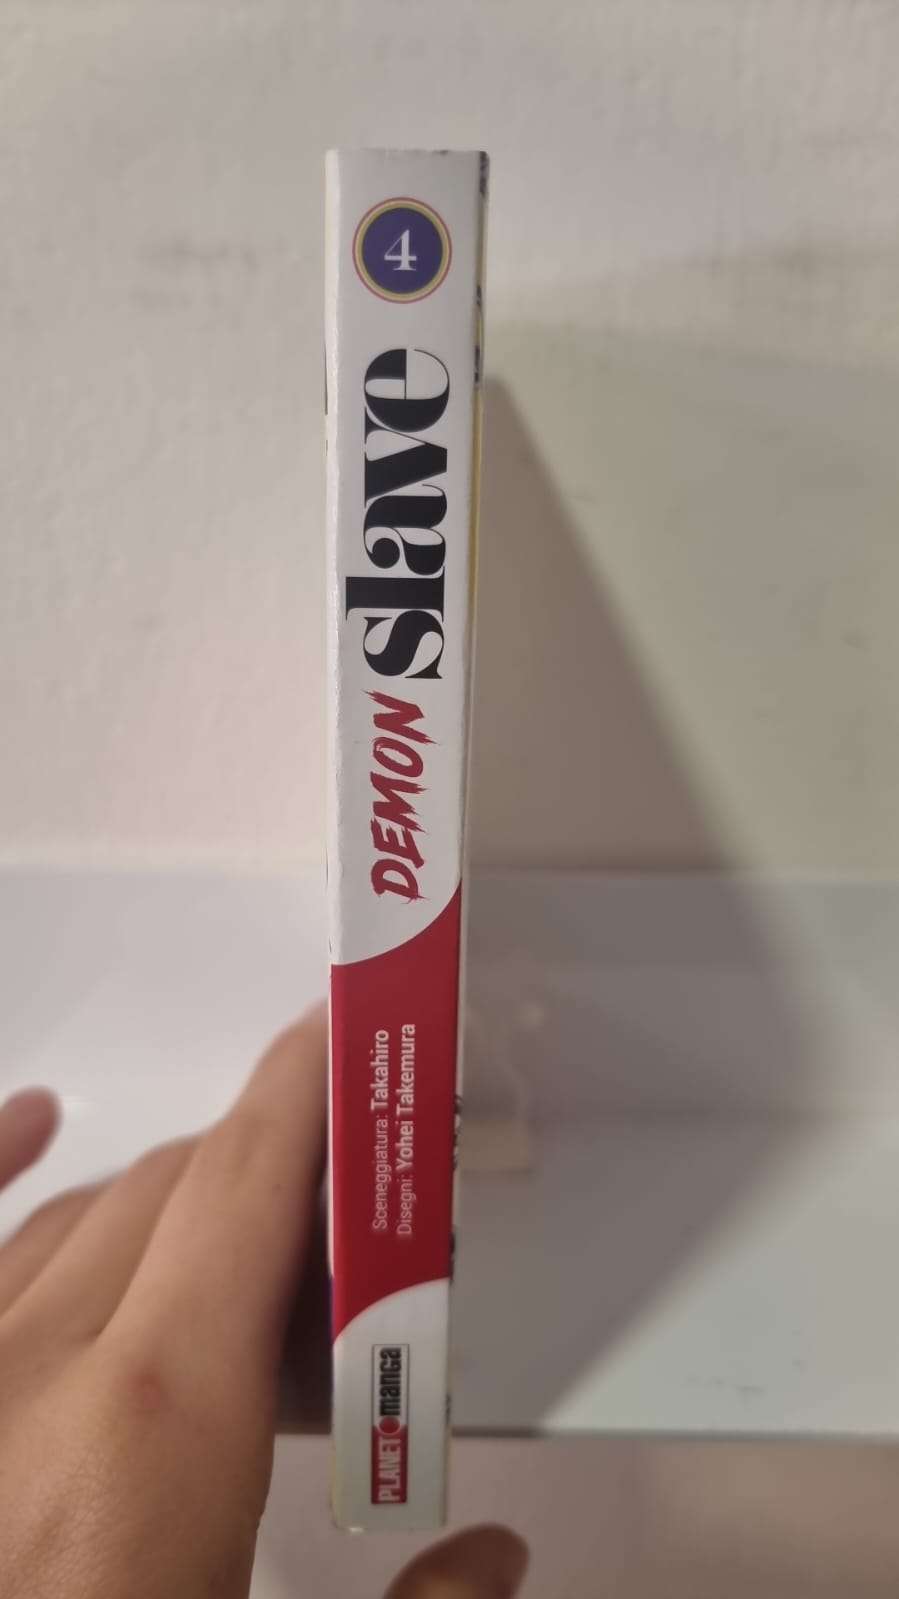 4
DEMON slave
Sceneggiatura: Takahiro
Disegni: Yohei Takemura
PLANET manga